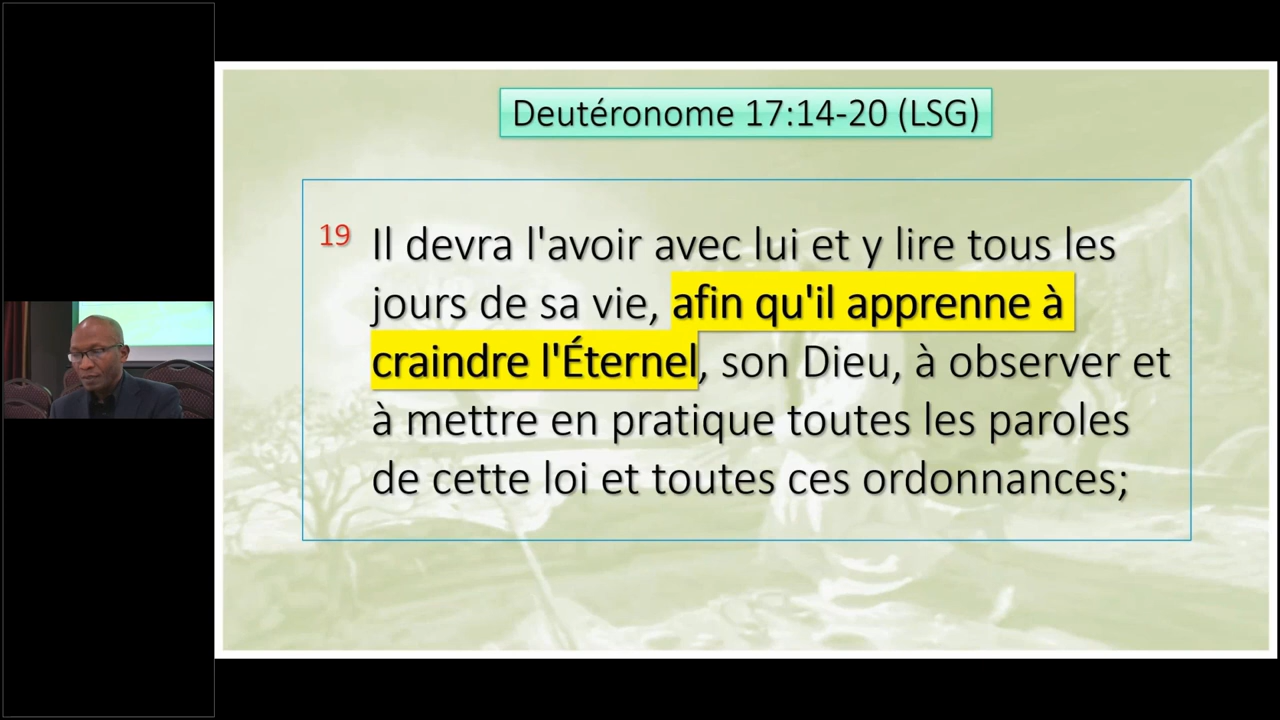 Deutéronome 17:14-20 (LSG)
19 Il devra l'avoir avec lui et y lire tous les
jours de sa vie, afin qu'il apprenne à
craindre l'Éternel, son Dieu, à observer et
à mettre en pratique toutes les paroles
de cette loi et toutes ces ordonnances;